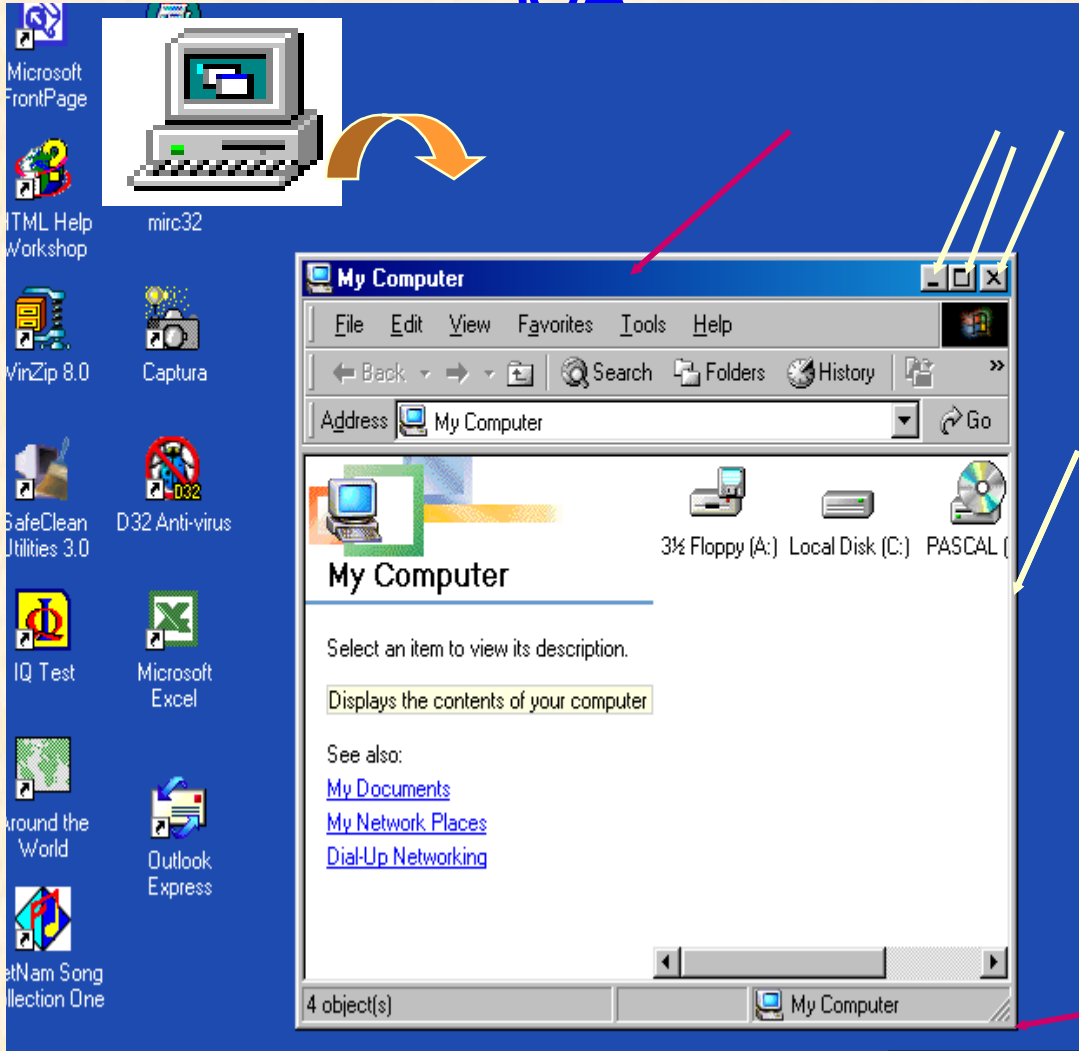 Microsoft
FrontPage
HTML Help
Workshop
mirc32
WinZip 8.0
Captura
SafeClean
Utilities 3.0
D32 Anti-virus
D32
IQ Test
Microsoft
Excel
Around the
World
Outlook
Express
etNam Song
ollection One
My Computer
File Edit View Favorites Tools Help
Back Search Folders History »
Address My Computer Go
3½ Floppy (A:) Local Disk (C:) PASCAL (
My Computer
Select an item to view its description.
Displays the contents of your computer
See also:
My Documents
My Network Places
Dial-Up Networking
4 object(s) My Computer